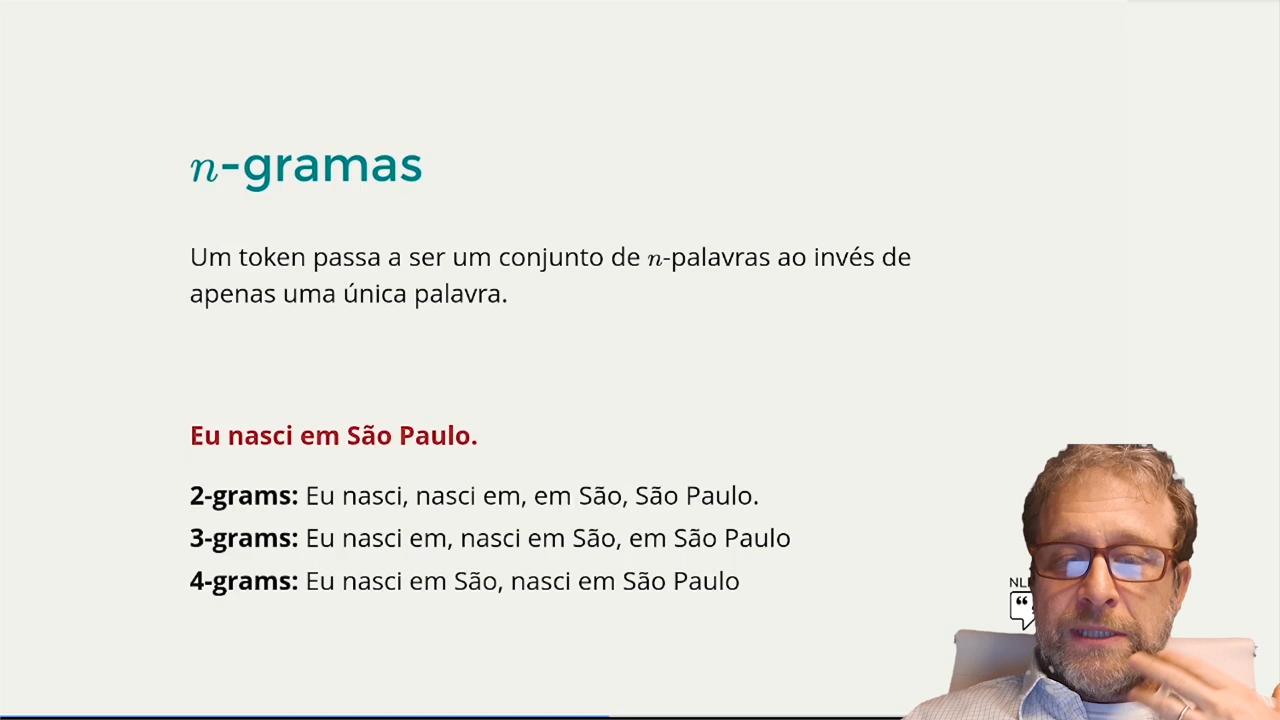 n-gramas
Um token passa a ser um conjunto de n-palavras ao invés de
apenas uma única palavra.
Eu nasci em São Paulo.
2-grams: Eu nasci, nasci em, em São, São Paulo.
3-grams: Eu nasci em, nasci em São, em São Paulo
4-grams: Eu nasci em São, nasci em São Paulo